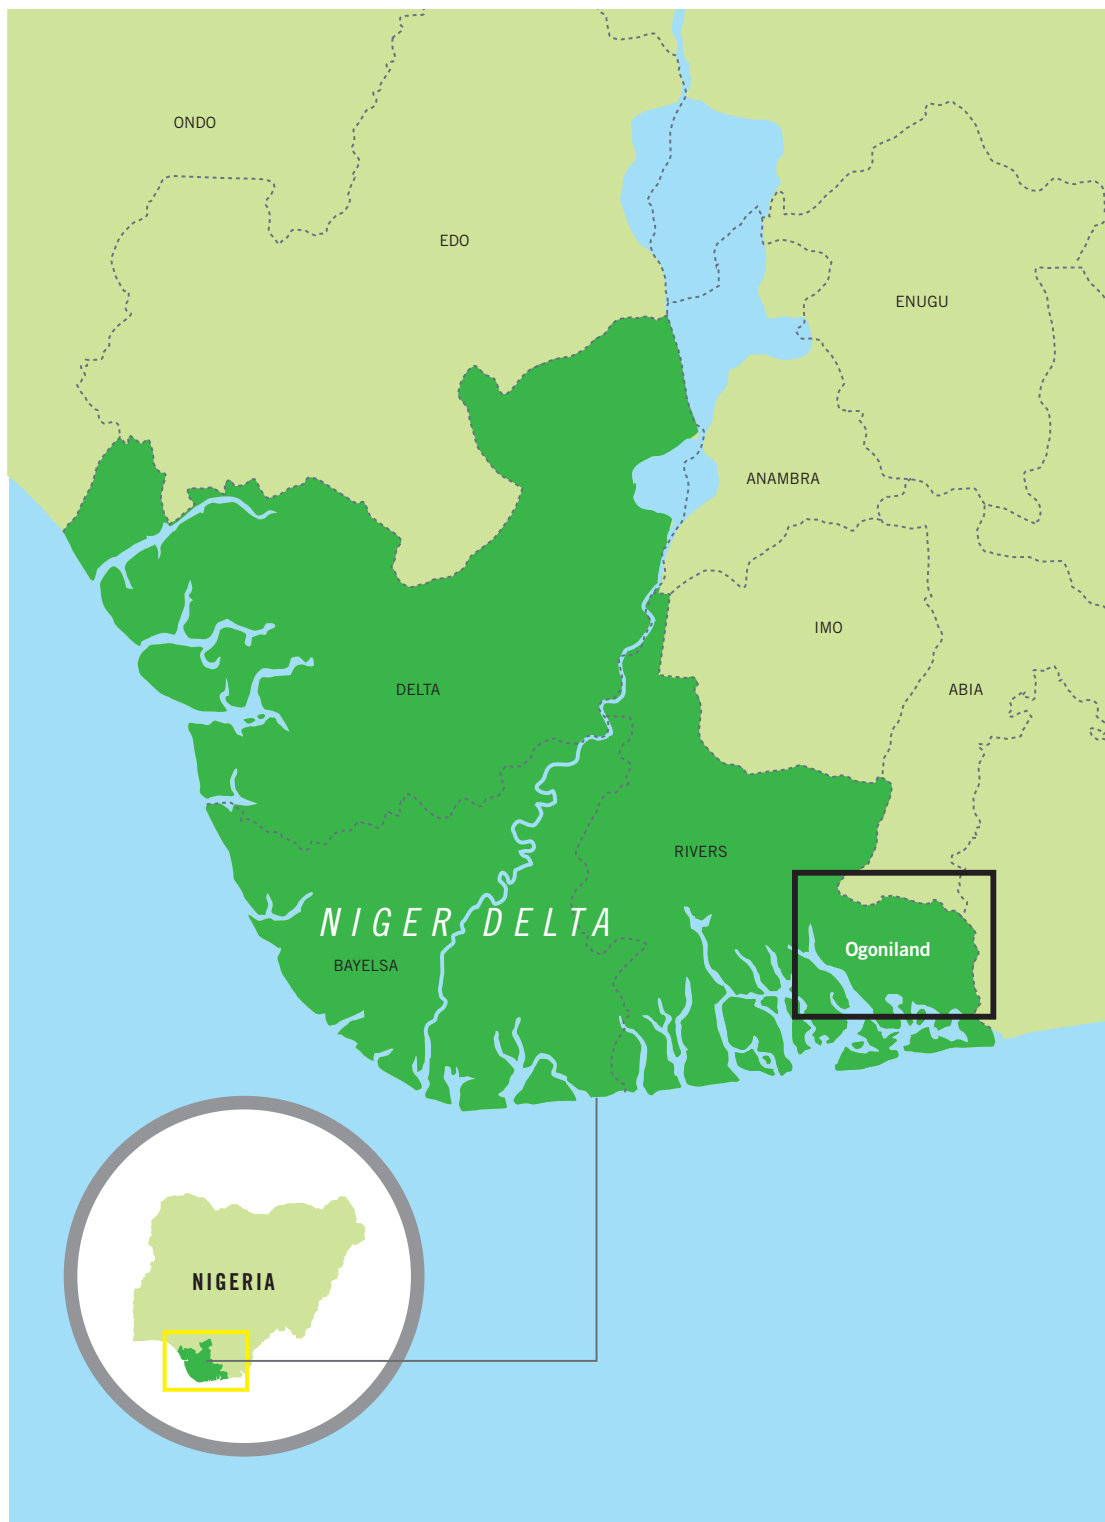 ONDO
EDO
ENUGU
ANAMBRA
IMO
DELTA
ABIA
RIVERS
NIGER DELTA
Ogoniland
BAYELSA
NIGERIA